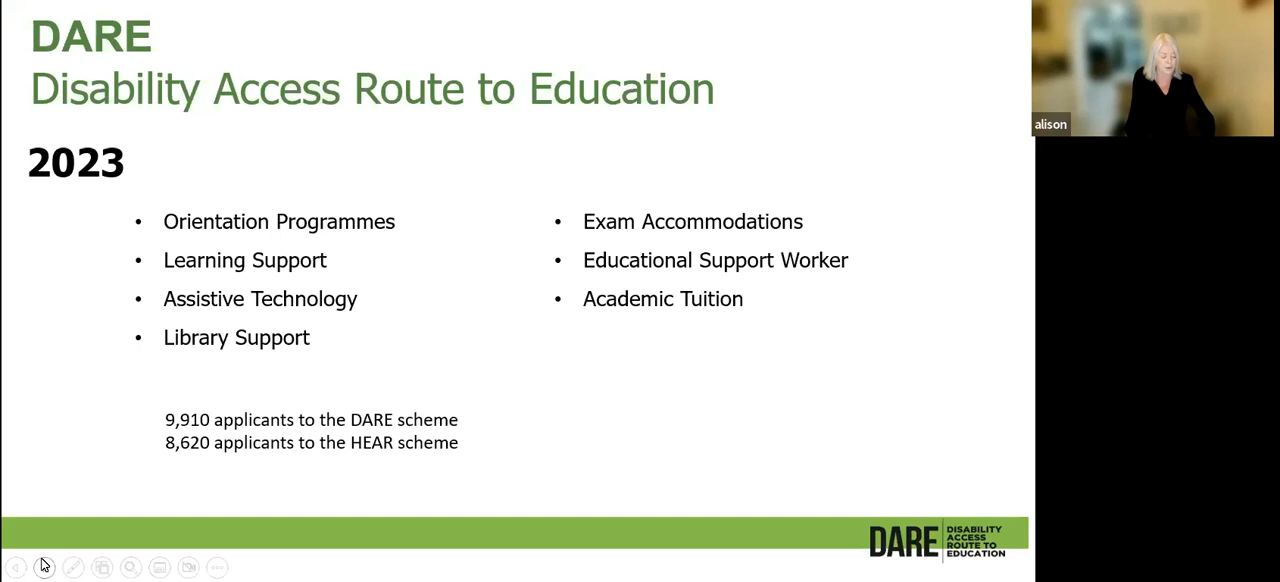 DARE
Disability Access Route to Education
2023
• Orientation Programmes
• Learning Support
• Assistive Technology
• Library Support
• Exam Accommodations
• Educational Support Worker
• Academic Tuition
9,910 applicants to the DARE scheme
8,620 applicants to the HEAR scheme
DARE
DISABILITY
ACCESS
ROUTE TO
EDUCATION
alison